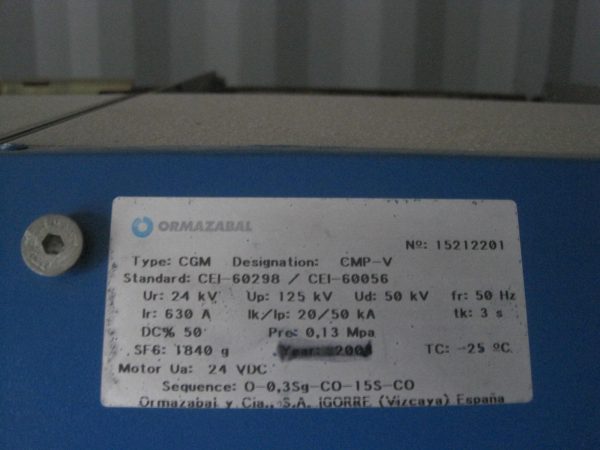 ORMAZABAL
Nº: 15212201
Type: CGM Designation: CMP-V
Standard: CEI-60298 / CEI-60056
Ur: 24 kV Up: 125 kV Ud: 50 kV fr: 50 Hz
Ir: 630 A Ik/Ip: 20/50 kA tk: 3 s
DC% 50 Pre: 0,13 Mpa
SF6: 1840 g Year: TC: -25 ºC
Motor Ua: 24 VDC
Sequence: O-0,3Sg-CO-15S-CO
Ormazabal y Cia., S.A. IGORRE (Vizcaya) España